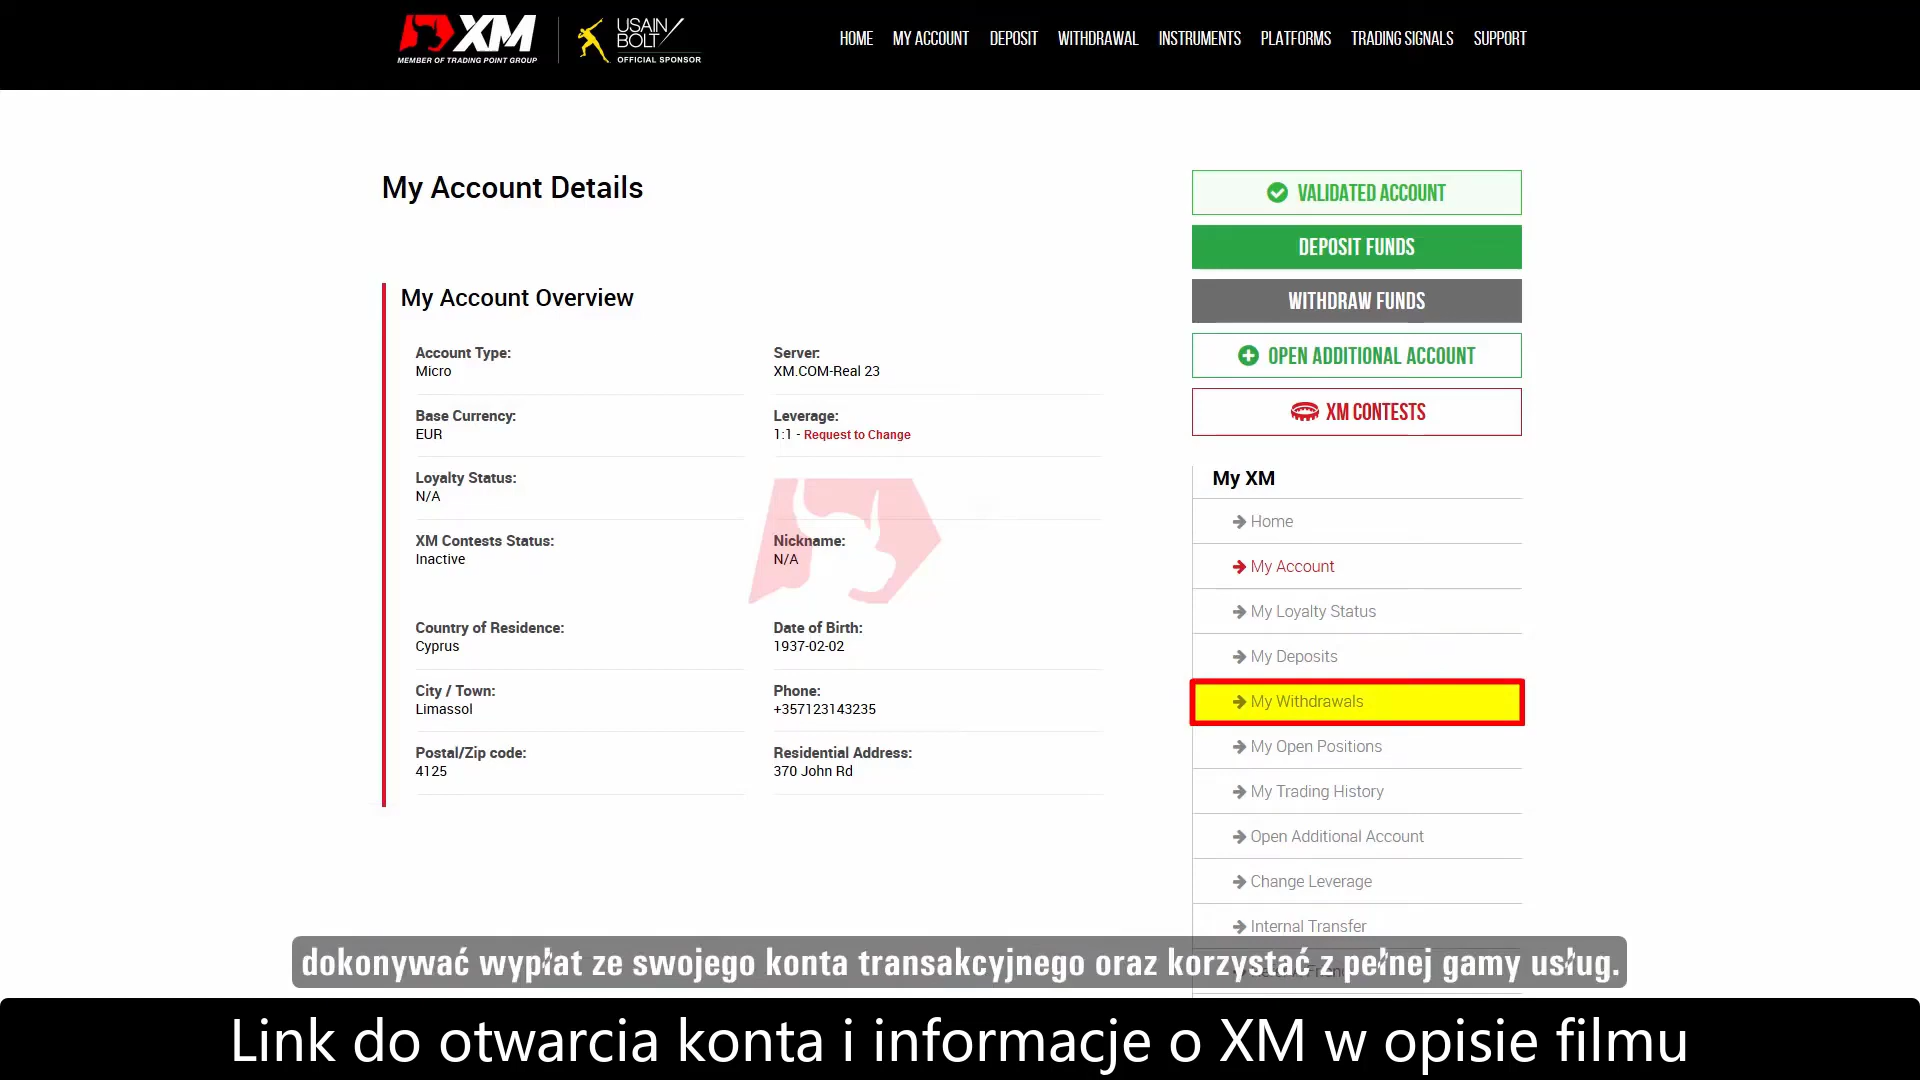 XM
MEMBER OF TRADING POINT GROUP
USAIN
BOLT
OFFICIAL SPONSOR
HOME MY ACCOUNT DEPOSIT WITHDRAWAL INSTRUMENTS PLATFORMS TRADING SIGNALS SUPPORT
My Account Details
My Account Overview
Account Type:
Micro
Server:
XM.COM-Real 23
Base Currency:
EUR
Leverage:
1:1 - Request to Change
Loyalty Status:
N/A
XM Contests Status:
Inactive
Nickname:
N/A
Country of Residence:
Cyprus
Date of Birth:
1937-02-02
City / Town:
Limassol
Phone:
+357123143235
Postal/Zip code:
4125
Residential Address:
370 John Rd
VALIDATED ACCOUNT
DEPOSIT FUNDS
WITHDRAW FUNDS
OPEN ADDITIONAL ACCOUNT
XM CONTESTS
My XM
Home
My Account
My Loyalty Status
My Deposits
My Withdrawals
My Open Positions
My Trading History
Open Additional Account
Change Leverage
Internal Transfer
dokonywać wypłat ze swojego konta transakcyjnego oraz korzystać z pełnej gamy usług.
Link do otwarcia konta i informacje o XM w opisie filmu